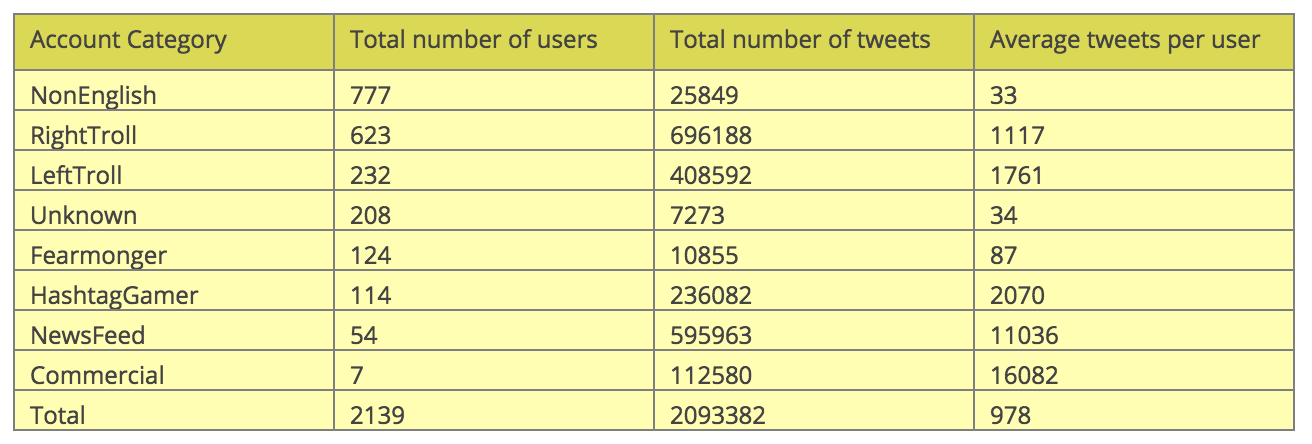 Account Category Total number of users Total number of tweets Average tweets per user
NonEnglish 777 25849 33
RightTroll 623 696188 1117
LeftTroll 232 408592 1761
Unknown 208 7273 34
Fearmonger 124 10855 87
HashtagGamer 114 236082 2070
NewsFeed 54 595963 11036
Commercial 7 112580 16082
Total 2139 2093382 978